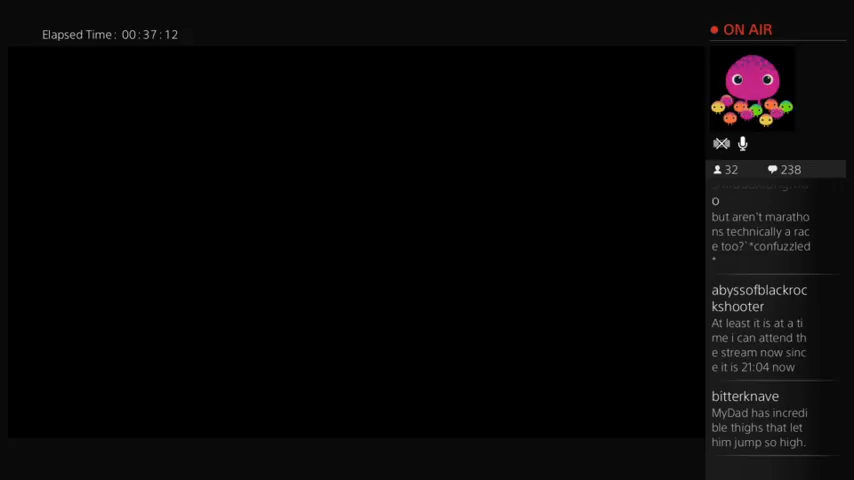 Elapsed Time: 00:37:12
ON AIR
32
238
o
but aren't maratho
ns technically a rac
e too?`*confuzzled
*
abyssofblackroc
kshooter
At least it is at a ti
me i can attend th
e stream now sinc
e it is 21:04 now
bitterknave
MyDad has incredi
ble thighs that let
him jump so high.